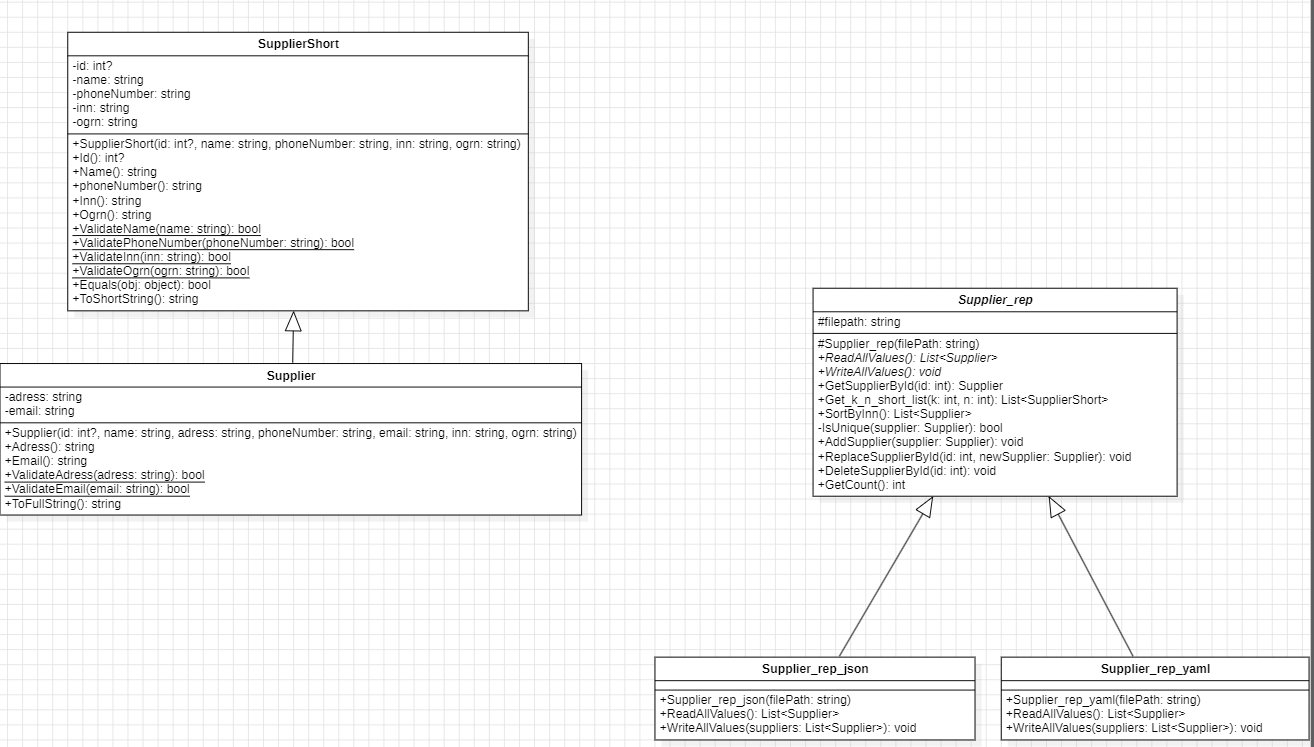 SupplierShort
-id: int?
-name: string
-phoneNumber: string
-inn: string
-ogrn: string
+SupplierShort(id: int?, name: string, phoneNumber: string, inn: string, ogrn: string)
+Id(): int?
+Name(): string
+phoneNumber(): string
+Inn(): string
+Ogrn(): string
+ValidateName(name: string): bool
+ValidatePhoneNumber(phoneNumber: string): bool
+ValidateInn(inn: string): bool
+ValidateOgrn(ogrn: string): bool
+Equals(obj: object): bool
+ToShortString(): string
Supplier
-adress: string
-email: string
+Supplier(id: int?, name: string, adress: string, phoneNumber: string, email: string, inn: string, ogrn: string)
+Adress(): string
+Email(): string
+ValidateAdress(adress: string): bool
+ValidateEmail(email: string): bool
+ToFullString(): string
Supplier_rep
#filepath: string
#Supplier_rep(filePath: string)
+ReadAllValues(): List<Supplier>
+WriteAllValues(): void
+GetSupplierById(id: int): Supplier
+Get_k_n_short_list(k: int, n: int): List<SupplierShort>
+SortByInn(): List<Supplier>
-IsUnique(supplier: Supplier): bool
+AddSupplier(supplier: Supplier): void
+ReplaceSupplierById(id: int, newSupplier: Supplier): void
+DeleteSupplierById(id: int): void
+GetCount(): int
Supplier_rep_json
+Supplier_rep_json(filePath: string)
+ReadAllValues(): List<Supplier>
+WriteAllValues(suppliers: List<Supplier>): void
Supplier_rep_yaml
+Supplier_rep_yaml(filePath: string)
+ReadAllValues(): List<Supplier>
+WriteAllValues(suppliers: List<Supplier>): void